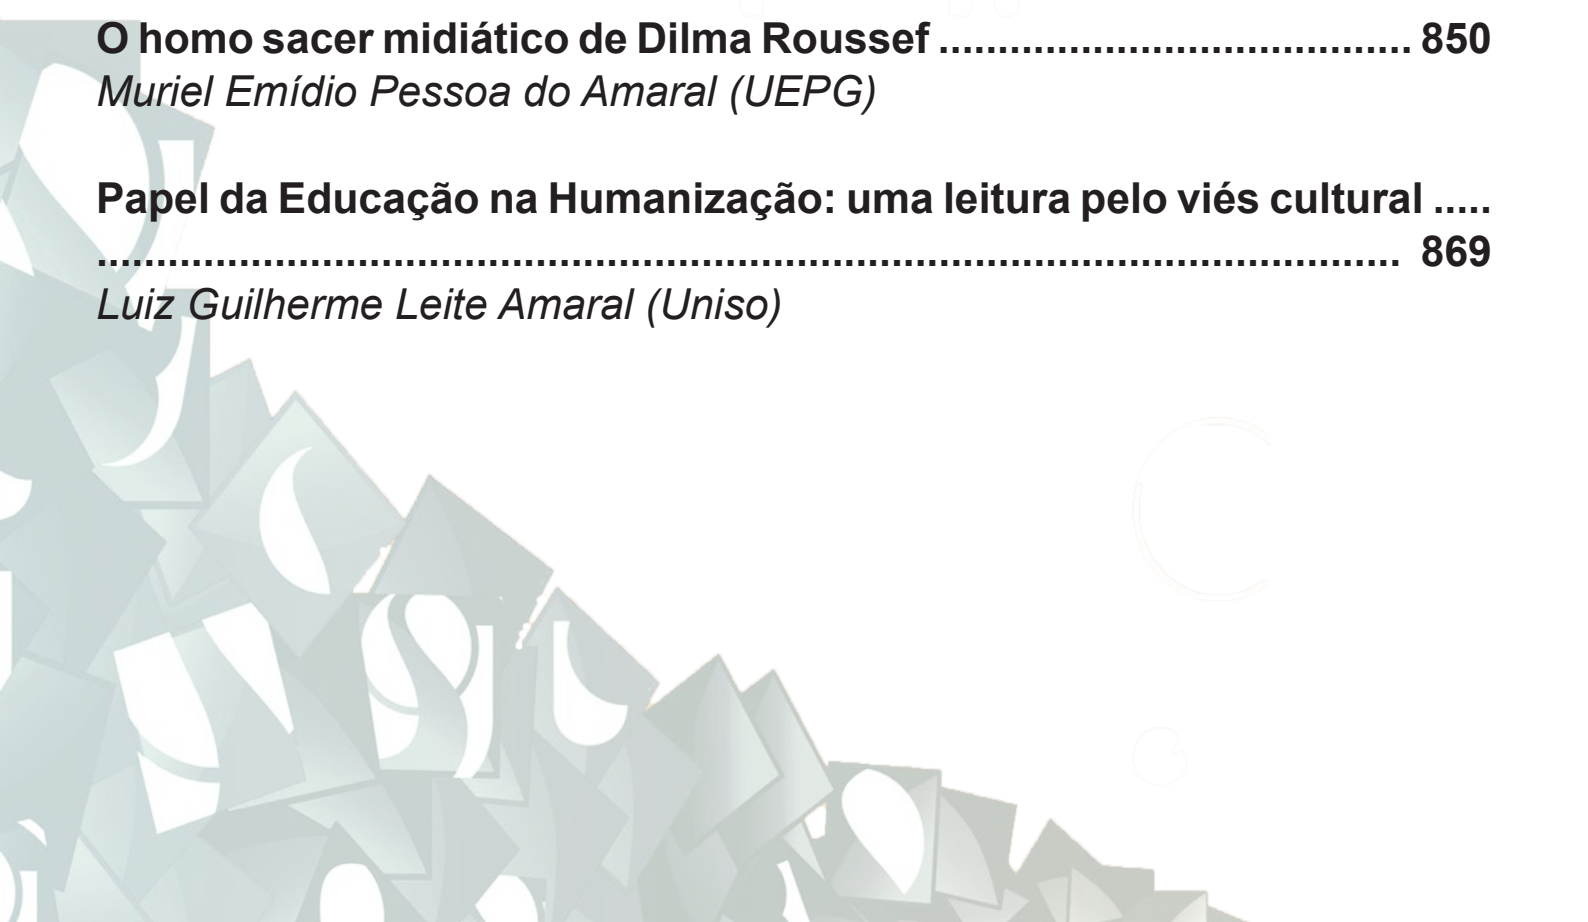 O homo sacer midiático de Dilma Roussef ........................................ 850
Muriel Emídio Pessoa do Amaral (UEPG)
Papel da Educação na Humanização: uma leitura pelo viés cultural .....
.............................................................................................................. 869
Luiz Guilherme Leite Amaral (Uniso)